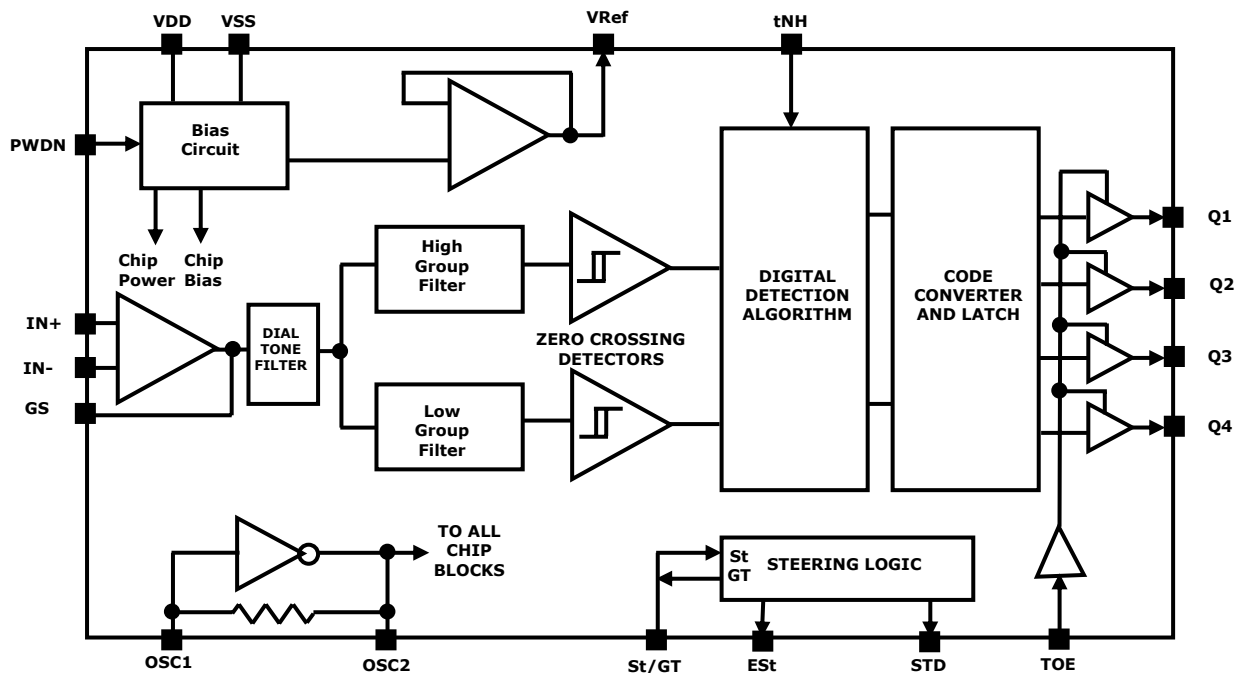 VDD
VSS
VRef
tNH
PWDN
Bias
Circuit
Chip
Power
Chip
Bias
IN+
IN-
GS
DIAL
TONE
FILTER
High
Group
Filter
Low
Group
Filter
ZERO CROSSING
DETECTORS
DIGITAL
DETECTION
ALGORITHM
CODE
CONVERTER
AND LATCH
Q1
Q2
Q3
Q4
TO ALL
CHIP
BLOCKS
St
GT
STEERING LOGIC
OSC1
OSC2
St/GT
ESt
STD
TOE